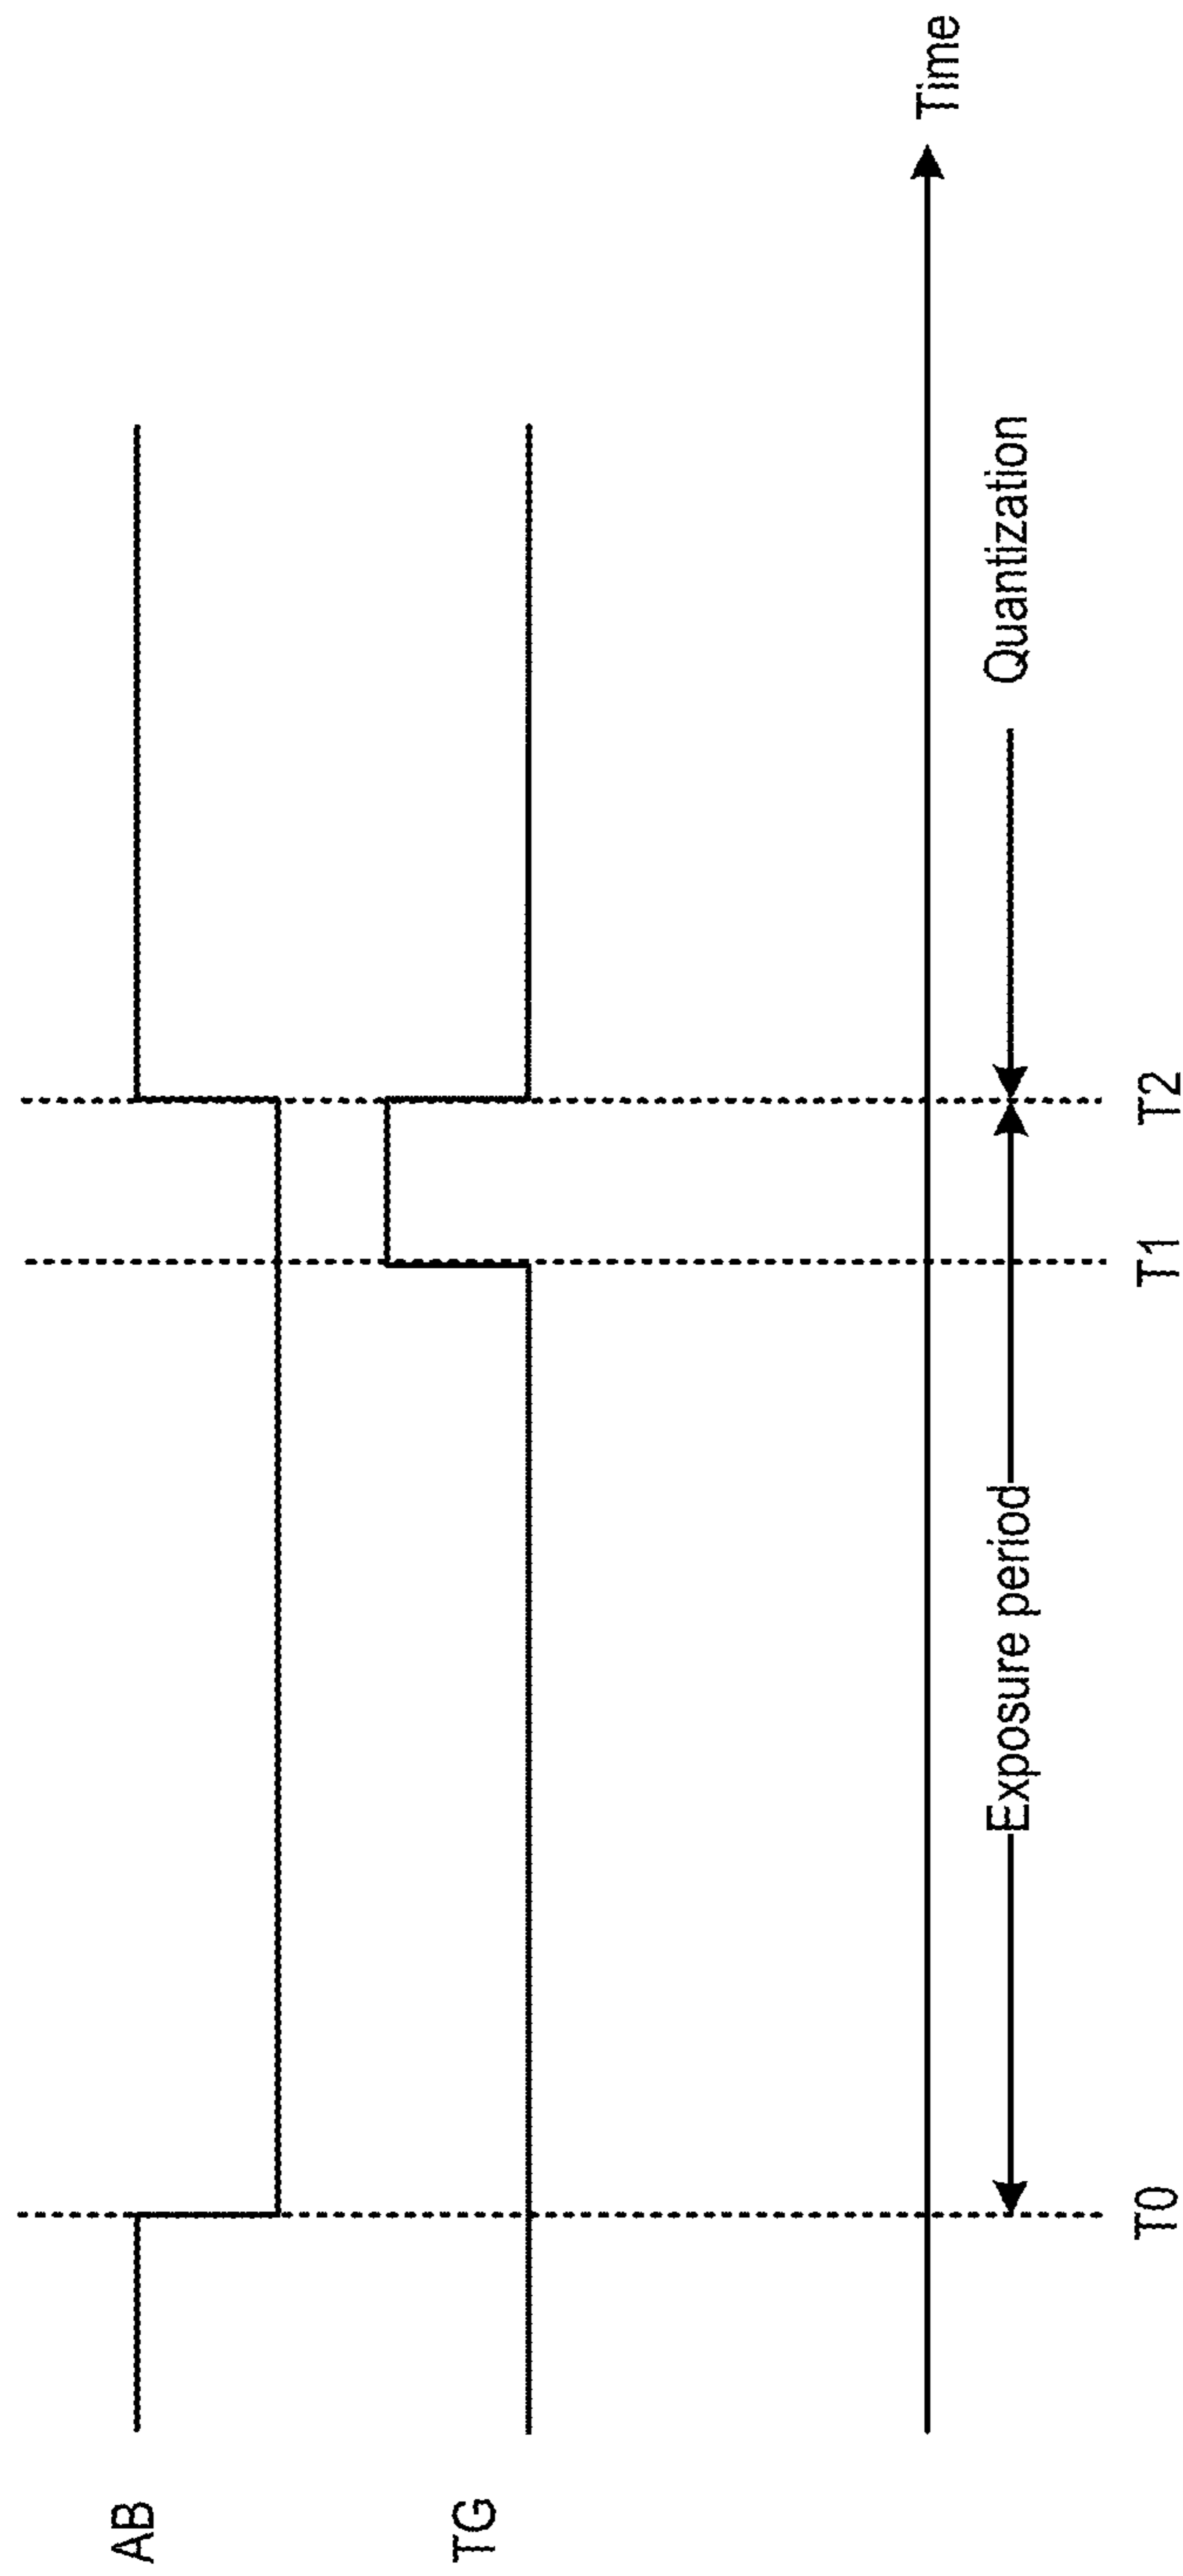 AB
TG
Time
Exposure period
Quantization
T0
T1
T2